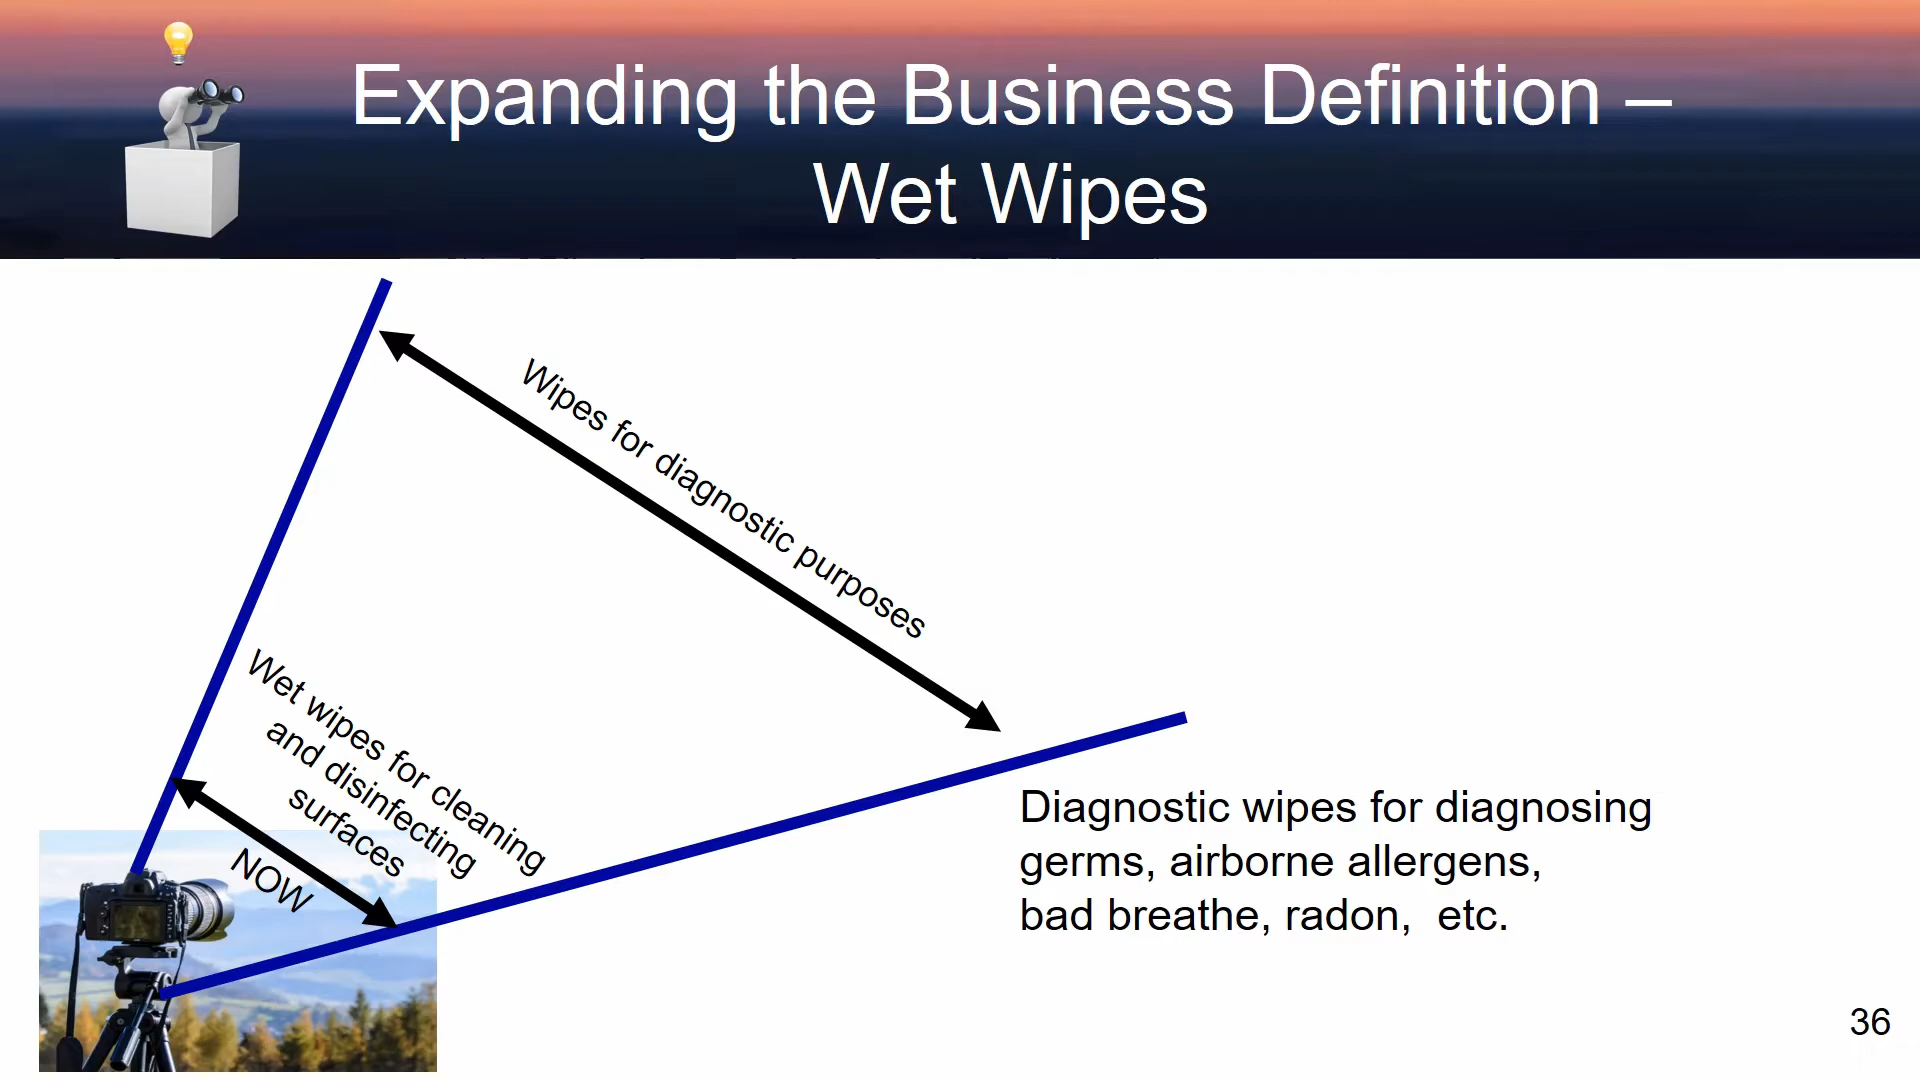 Expanding the Business Definition –
Wet Wipes
Wipes for diagnostic purposes
Wet wipes for cleaning
and disinfecting
surfaces
NOW
Diagnostic wipes for diagnosing
germs, airborne allergens,
bad breathe, radon,  etc.
36